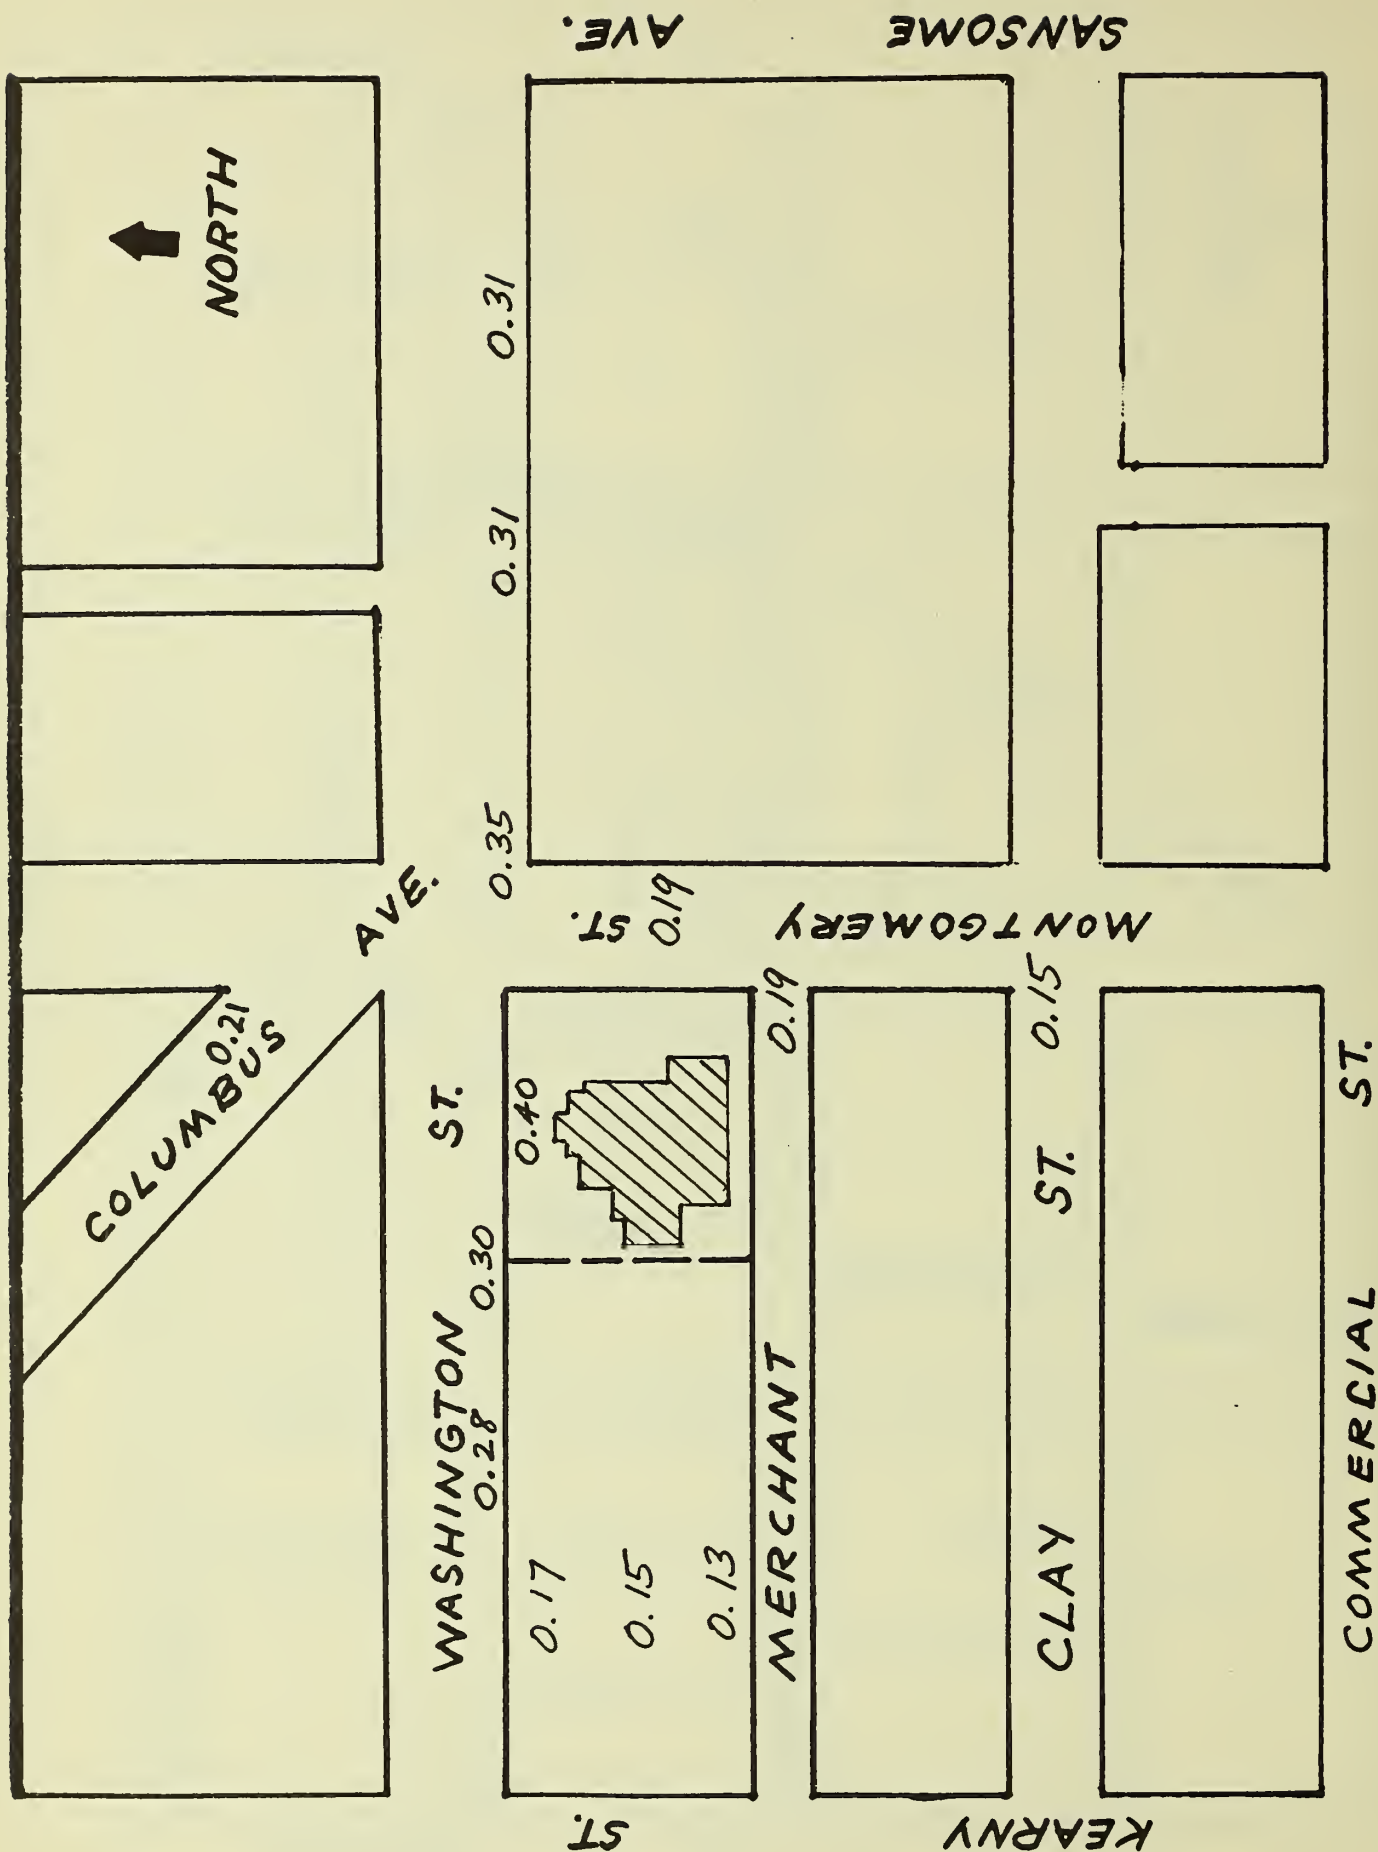 SANSOME AVE.
NORTH
0.31
0.31
0.35
AVE.
COLUMBUS
0.21
MONTGOMERY ST.
0.19
0.19
0.15
WASHINGTON ST.
0.40
0.30
0.28
0.17
0.15
0.13
MERCHANT
CLAY ST.
COMMERCIAL ST.
KEARNY ST.